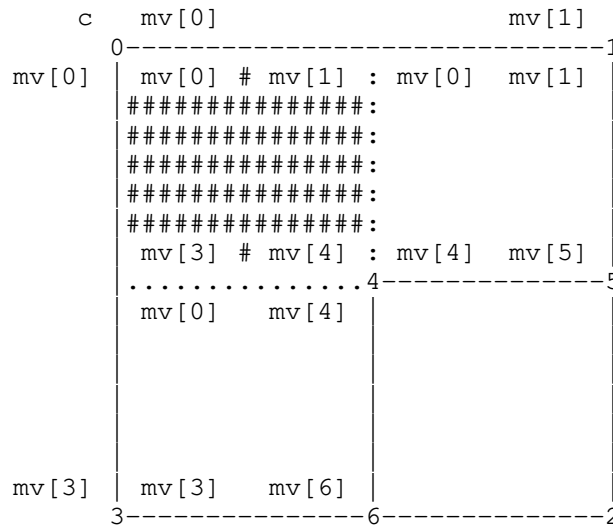 c mv[0] mv[1]
0-------------------------------1
mv[0] | mv[0] # mv[1] : mv[0] mv[1] |
|###############: |
|###############: |
|###############: |
|###############: |
|###############: |
| mv[3] # mv[4] : mv[4] mv[5] |
|...............4---------------5
| mv[0] mv[4] | |
| | |
| | |
| | |
| | |
| | |
mv[3] | mv[3] mv[6] | |
3---------------6---------------2